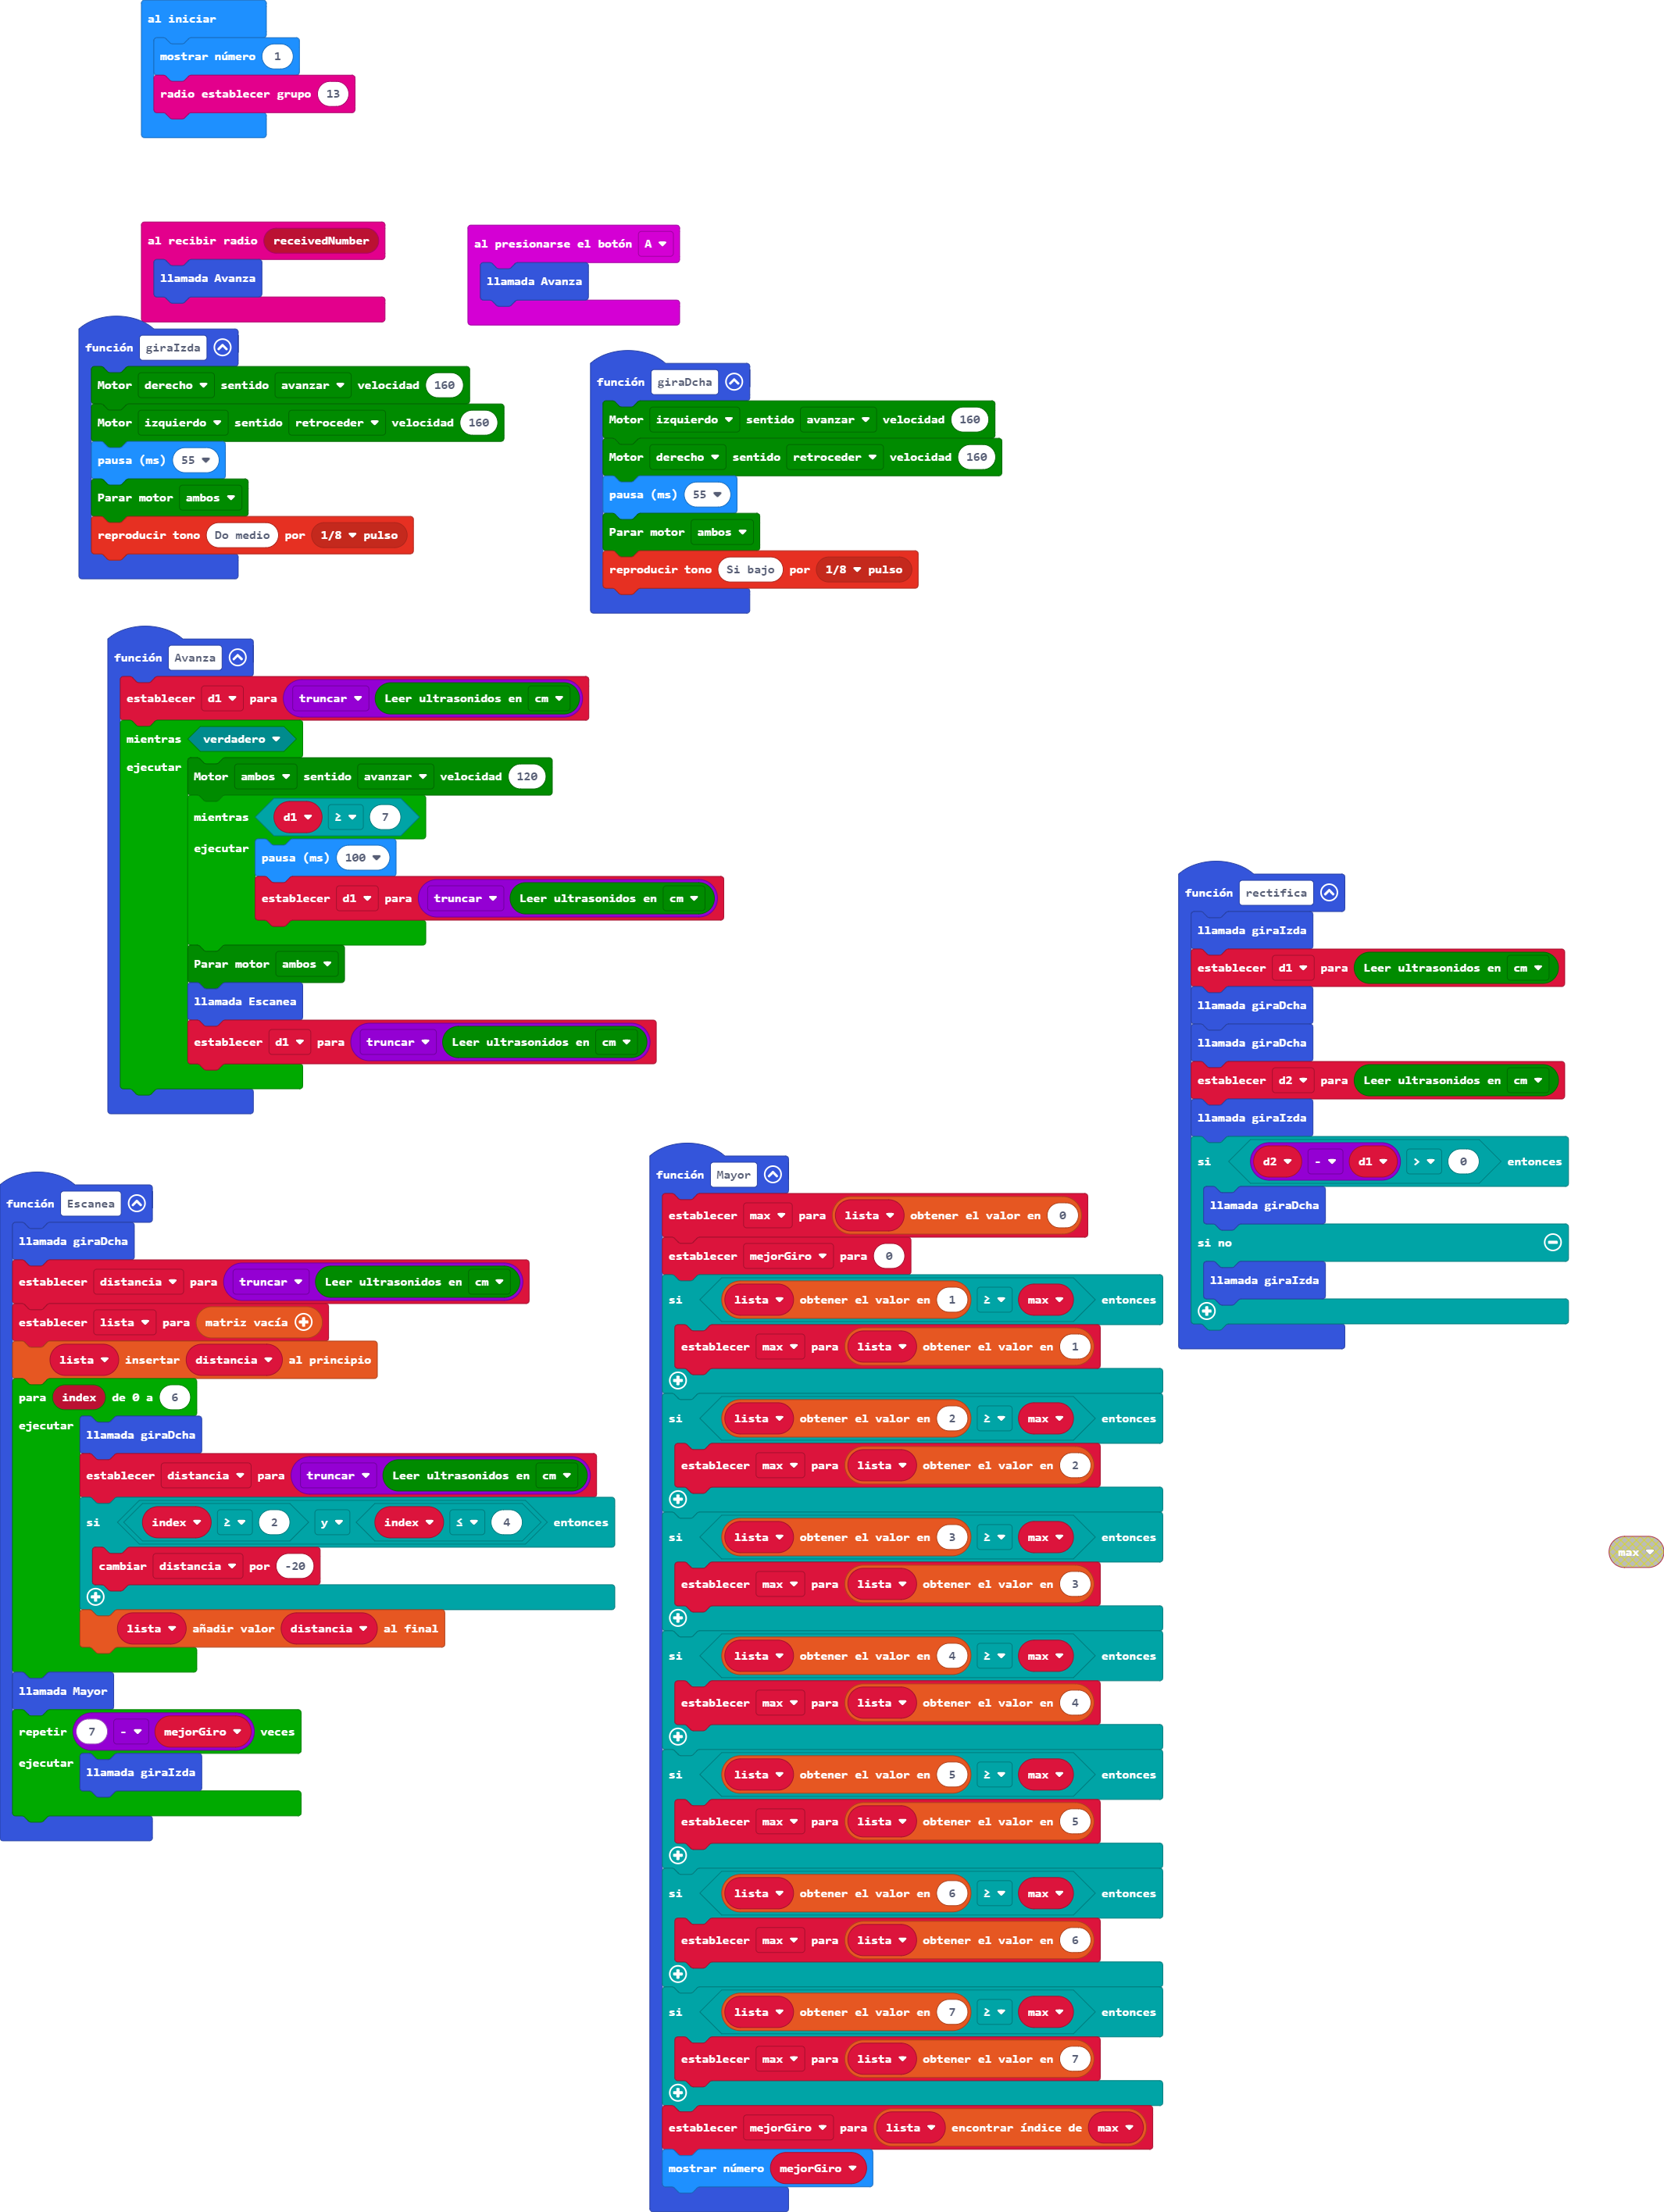 al iniciar
mostrar número 1
radio establecer grupo 13
al recibir radio receivedNumber
llamada Avanza
al presionarse el botón A
llamada Avanza
función giraIzda
Motor derecho sentido avanzar velocidad 160
Motor izquierdo sentido retroceder velocidad 160
pausa (ms) 55
Parar motor ambos
reproducir tono Do medio por 1/8 pulso
función giraDcha
Motor izquierdo sentido avanzar velocidad 160
Motor derecho sentido retroceder velocidad 160
pausa (ms) 55
Parar motor ambos
reproducir tono Si bajo por 1/8 pulso
función Avanza
establecer d1 para truncar Leer ultrasonidos en cm
mientras verdadero
ejecutar
Motor ambos sentido avanzar velocidad 120
mientras d1 ≥ 7
ejecutar
pausa (ms) 100
establecer d1 para truncar Leer ultrasonidos en cm
Parar motor ambos
llamada Escanea
establecer d1 para truncar Leer ultrasonidos en cm
función rectifica
llamada giraIzda
establecer d1 para Leer ultrasonidos en cm
llamada giraDcha
llamada giraDcha
establecer d2 para Leer ultrasonidos en cm
llamada giraIzda
si d2 - d1 > 0 entonces
llamada giraDcha
si no
llamada giraIzda
función Escanea
llamada giraDcha
establecer distancia para truncar Leer ultrasonidos en cm
establecer lista para matriz vacía
lista insertar distancia al principio
para index de 0 a 6
ejecutar
llamada giraDcha
establecer distancia para truncar Leer ultrasonidos en cm
si index ≥ 2 y index ≤ 4 entonces
cambiar distancia por -20
lista añadir valor distancia al final
llamada Mayor
repetir 7 - mejorGiro veces
ejecutar
llamada giraIzda
función Mayor
establecer max para lista obtener el valor en 0
establecer mejorGiro para 0
si lista obtener el valor en 1 ≥ max entonces
establecer max para lista obtener el valor en 1
si lista obtener el valor en 2 ≥ max entonces
establecer max para lista obtener el valor en 2
si lista obtener el valor en 3 ≥ max entonces
establecer max para lista obtener el valor en 3
si lista obtener el valor en 4 ≥ max entonces
establecer max para lista obtener el valor en 4
si lista obtener el valor en 5 ≥ max entonces
establecer max para lista obtener el valor en 5
si lista obtener el valor en 6 ≥ max entonces
establecer max para lista obtener el valor en 6
si lista obtener el valor en 7 ≥ max entonces
establecer max para lista obtener el valor en 7
establecer mejorGiro para lista encontrar índice de max
mostrar número mejorGiro
max